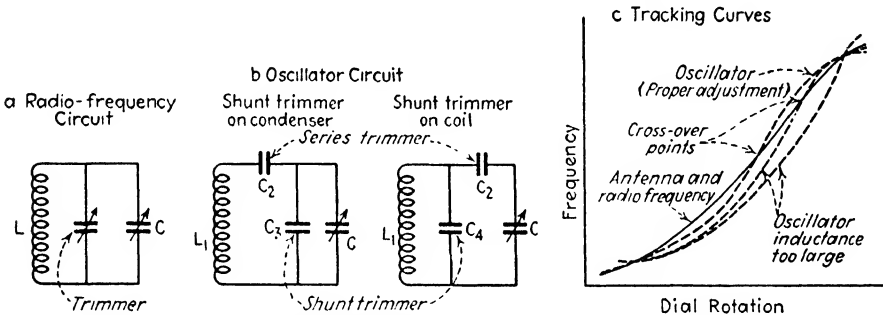 a Radio-frequency
Circuit
L
C
Trimmer
b Oscillator Circuit
Shunt trimmer
on condenser
Shunt trimmer
on coil
Series trimmer
C2
C2
L1
C3
C
L1
C4
C
Shunt trimmer
c Tracking Curves
Frequency
Oscillator
(Proper adjustment)
Cross-over
points
Antenna and
radio frequency
Oscillator
inductance
too large
Dial Rotation